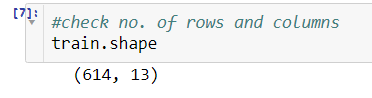 [7]:
#check no. of rows and columns
train.shape
(614, 13)